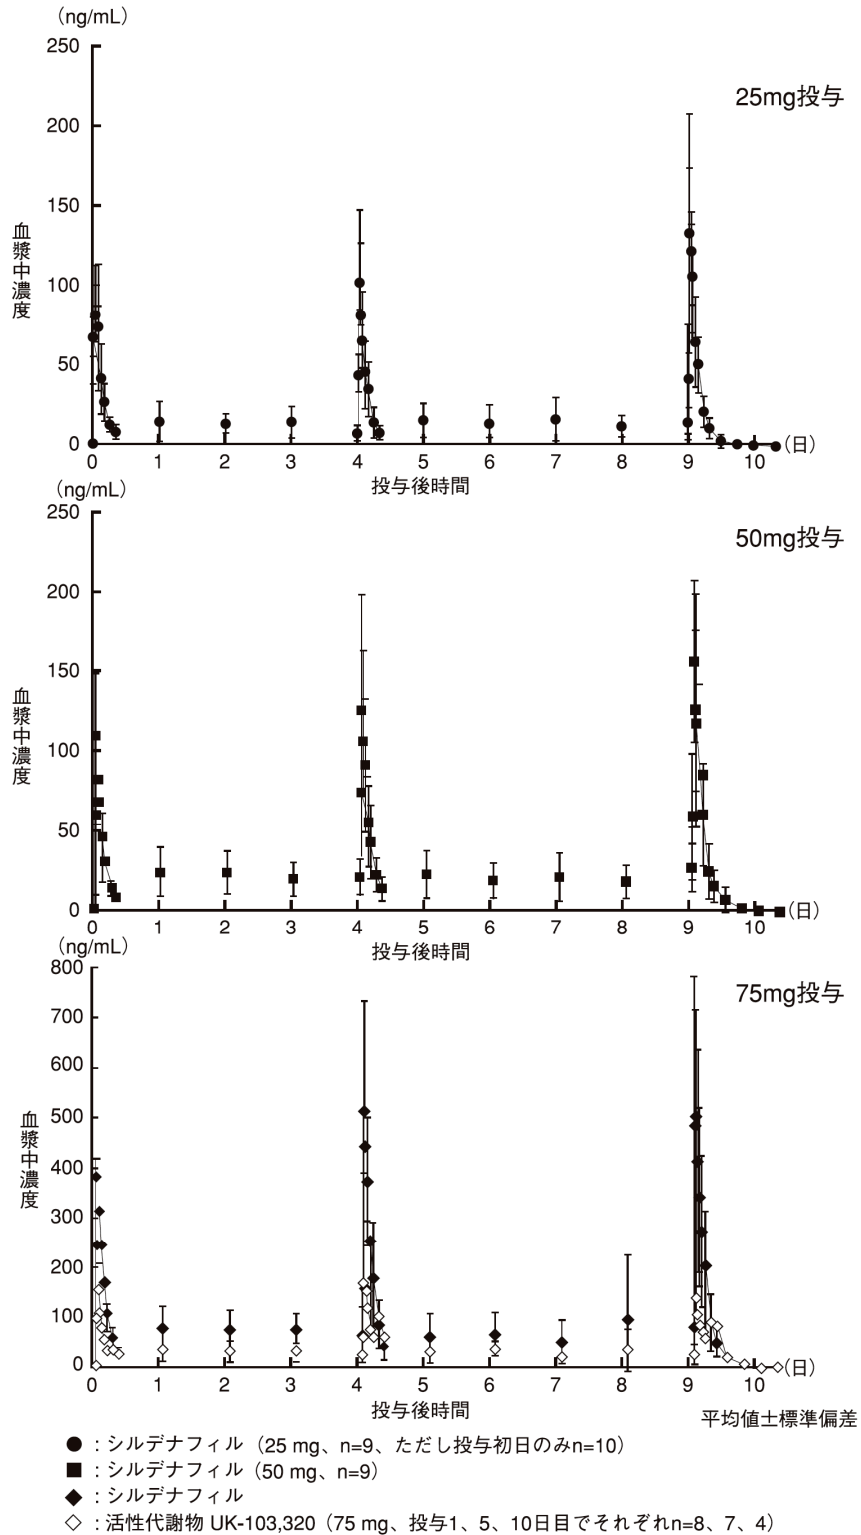 (ng/mL)
250
25mg投与
200
150
血漿中濃度
100
50
0
0 1 2 3 4 5 6 7 8 9 10 (日)
投与後時間
(ng/mL)
250
50mg投与
200
150
血漿中濃度
100
50
0
0 1 2 3 4 5 6 7 8 9 10 (日)
投与後時間
(ng/mL)
800
75mg投与
700
600
500
血漿中濃度
400
300
200
100
0
0 1 2 3 4 5 6 7 8 9 10 (日)
投与後時間
平均値士標準偏差
● : シルデナフィル（25 mg、n=9、ただし投与初日のみn=10）
■ : シルデナフィル（50 mg、n=9）
◆ : シルデナフィル
◇ : 活性代謝物 UK-103,320（75 mg、投与1、5、10日目でそれぞれn=8、7、4）